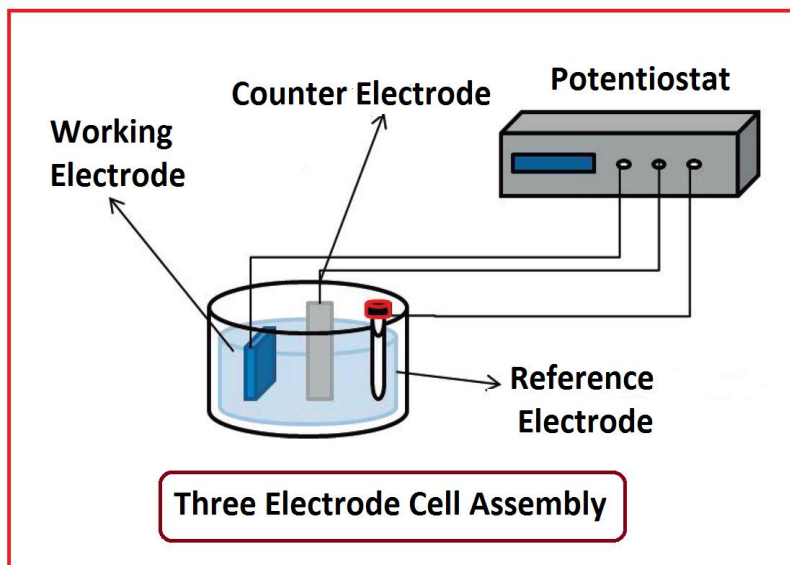 Potentiostat
Counter Electrode
Working
Electrode
Reference
Electrode
Three Electrode Cell Assembly